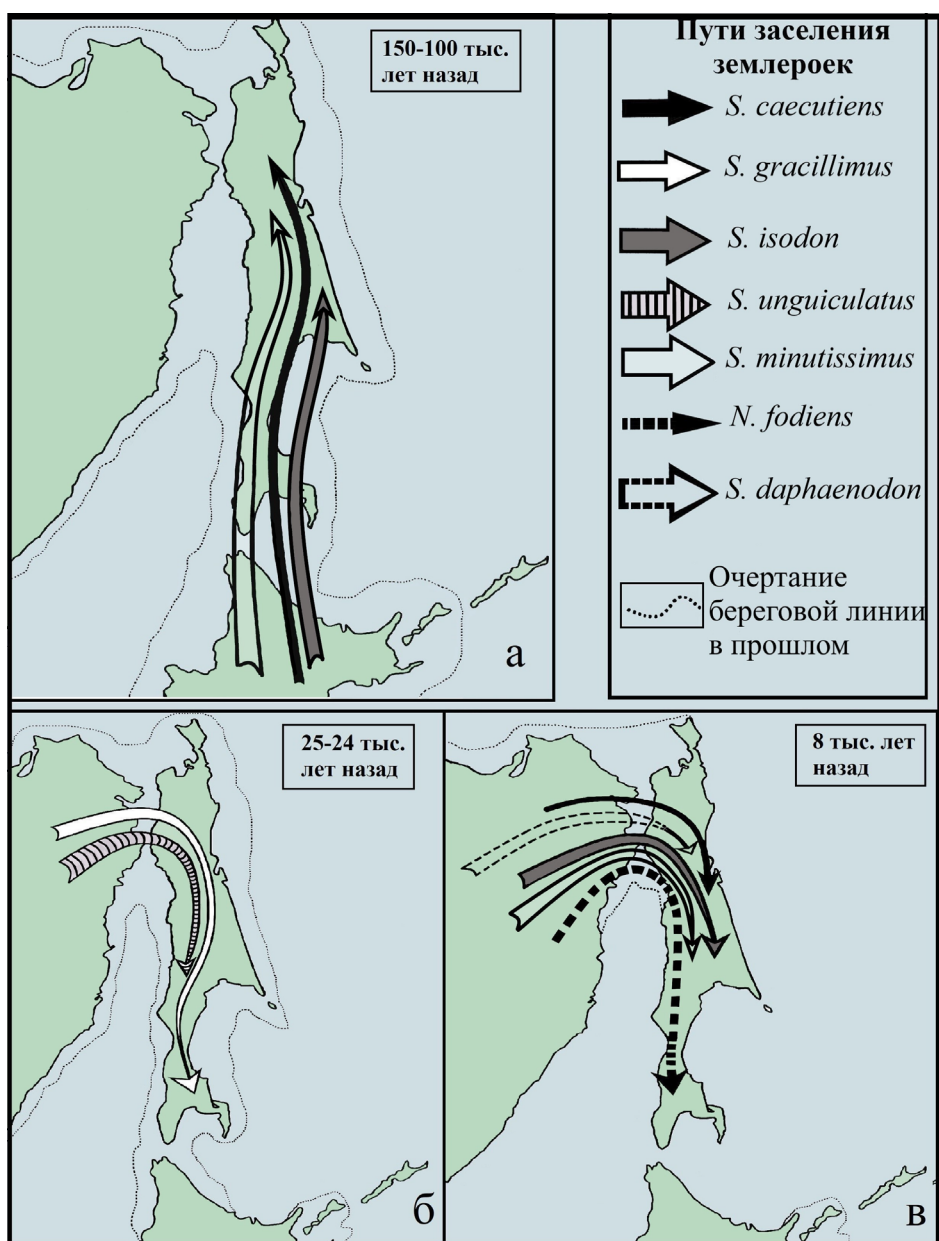 150-100 тыс.
лет назад
а
Пути заселения
землероек
S. caecutiens
S. gracillimus
S. isodon
S. unguiculatus
S. minutissimus
N. fodiens
S. daphaenodon
Очертание
береговой линии
в прошлом
25-24 тыс.
лет назад
б
8 тыс. лет
назад
в